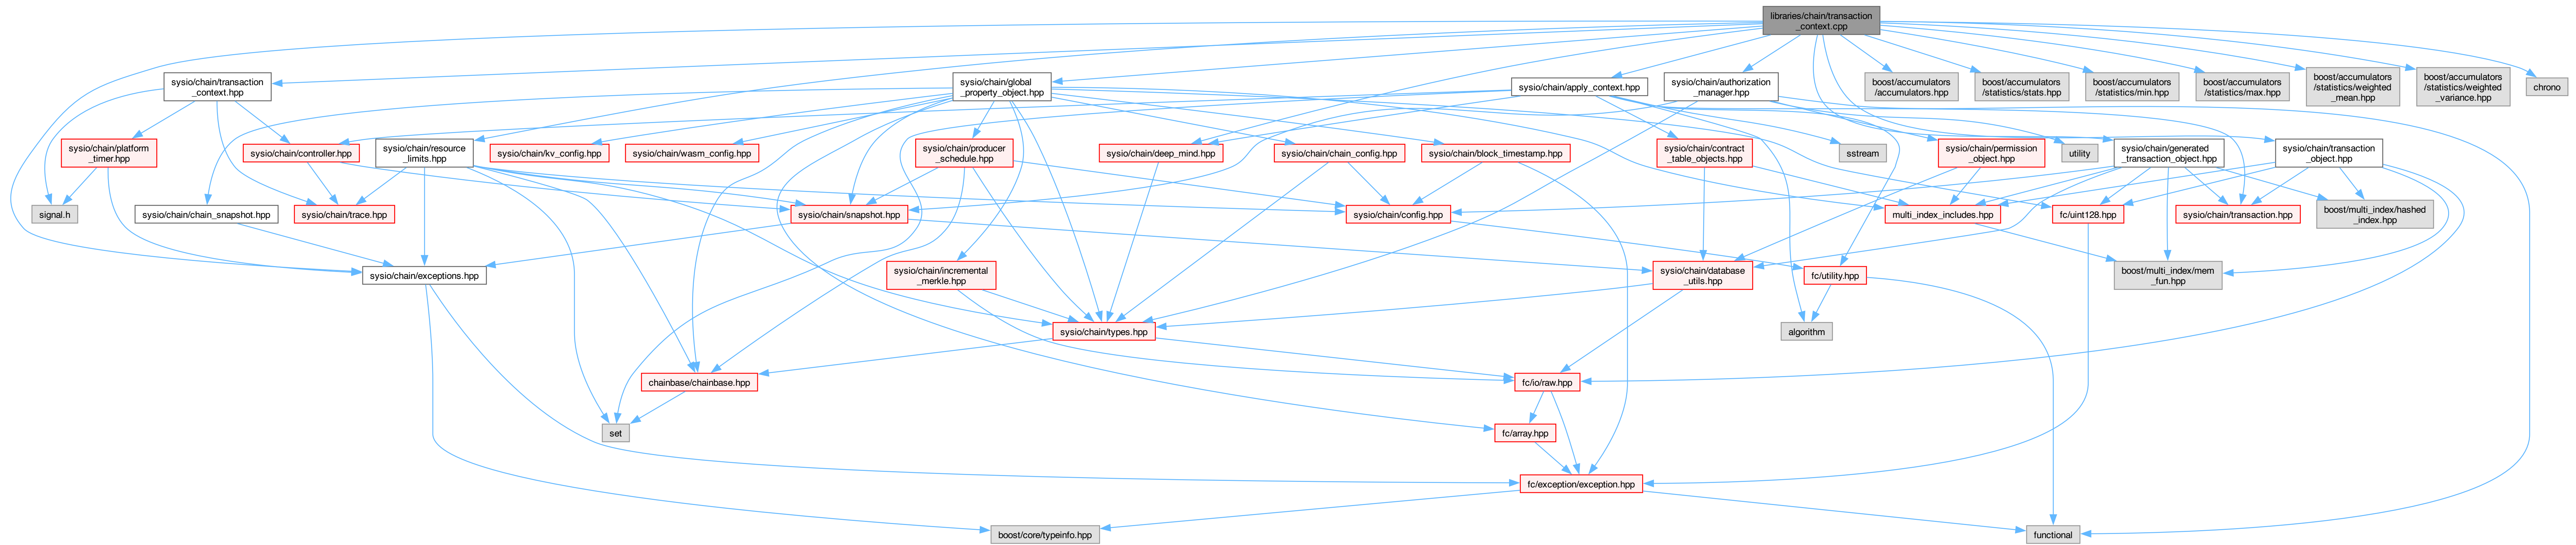 libraries/chain/transaction
_context.cpp
sysio/chain/transaction
_context.hpp
sysio/chain/global
_property_object.hpp
sysio/chain/apply_context.hpp
sysio/chain/authorization
_manager.hpp
boost/accumulators
/accumulators.hpp
boost/accumulators
/statistics/stats.hpp
boost/accumulators
/statistics/min.hpp
boost/accumulators
/statistics/max.hpp
boost/accumulators
/statistics/weighted
_mean.hpp
boost/accumulators
/statistics/weighted
_variance.hpp
chrono
sysio/chain/platform
_timer.hpp
sysio/chain/controller.hpp
sysio/chain/resource
_limits.hpp
sysio/chain/kv_config.hpp
sysio/chain/wasm_config.hpp
sysio/chain/producer
_schedule.hpp
sysio/chain/deep_mind.hpp
sysio/chain/chain_config.hpp
sysio/chain/block_timestamp.hpp
sysio/chain/contract
_table_objects.hpp
sstream
sysio/chain/permission
_object.hpp
utility
sysio/chain/generated
_transaction_object.hpp
sysio/chain/transaction
_object.hpp
signal.h
sysio/chain/chain_snapshot.hpp
sysio/chain/trace.hpp
sysio/chain/snapshot.hpp
sysio/chain/config.hpp
multi_index_includes.hpp
fc/uint128.hpp
sysio/chain/transaction.hpp
boost/multi_index/hashed
_index.hpp
sysio/chain/exceptions.hpp
sysio/chain/incremental
_merkle.hpp
sysio/chain/database
_utils.hpp
fc/utility.hpp
boost/multi_index/mem
_fun.hpp
sysio/chain/types.hpp
algorithm
chainbase/chainbase.hpp
fc/io/raw.hpp
set
fc/array.hpp
fc/exception/exception.hpp
boost/core/typeinfo.hpp
functional